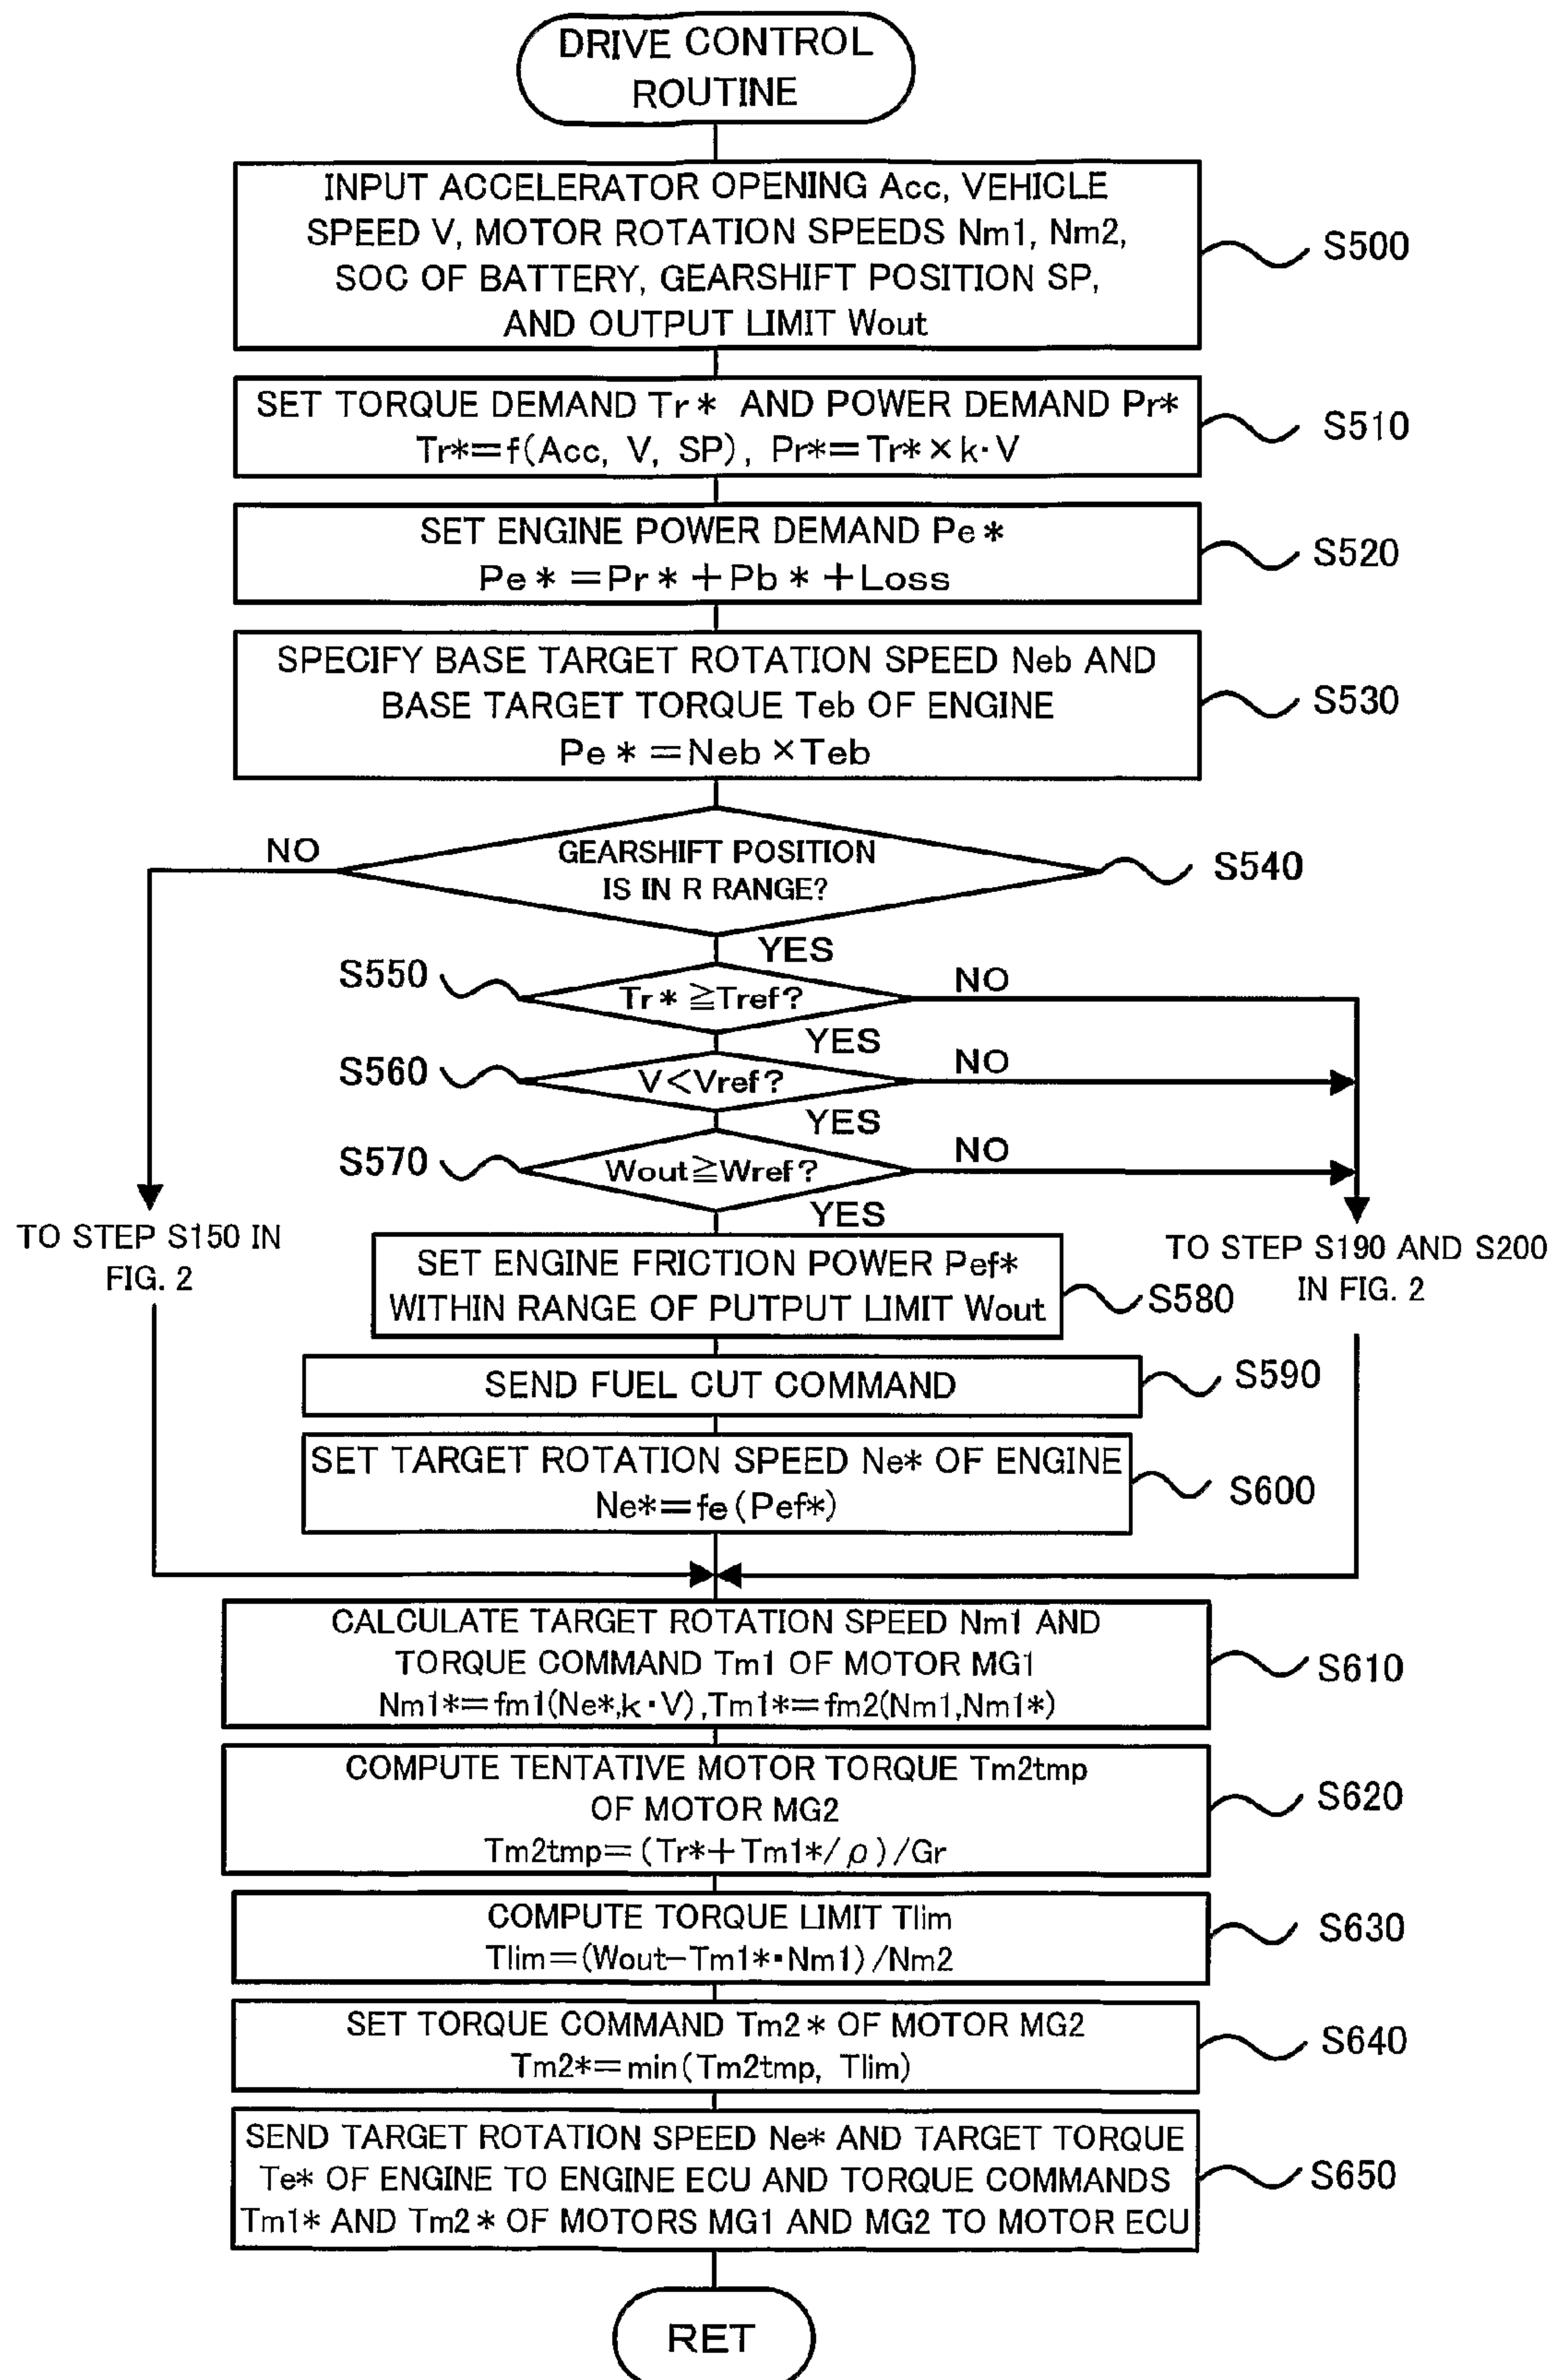 DRIVE CONTROL
ROUTINE
INPUT ACCELERATOR OPENING Acc, VEHICLE
SPEED V, MOTOR ROTATION SPEEDS Nm1, Nm2,
SOC OF BATTERY, GEARSHIFT POSITION SP,
AND OUTPUT LIMIT Wout
S500
SET TORQUE DEMAND Tr* AND POWER DEMAND Pr*
Tr*=f(Acc, V, SP), Pr*=Tr*×k·V
S510
SET ENGINE POWER DEMAND Pe*
Pe*=Pr*+Pb*+Loss
S520
SPECIFY BASE TARGET ROTATION SPEED Neb AND
BASE TARGET TORQUE Teb OF ENGINE
Pe*=Neb×Teb
S530
NO
GEARSHIFT POSITION
IS IN R RANGE?
S540
YES
S550
Tr*≧Tref?
NO
YES
S560
V<Vref?
NO
YES
S570
Wout≧Wref?
NO
YES
TO STEP S150 IN
FIG. 2
TO STEP S190 AND S200
IN FIG. 2
SET ENGINE FRICTION POWER Pef*
WITHIN RANGE OF PUTPUT LIMIT Wout
S580
SEND FUEL CUT COMMAND
S590
SET TARGET ROTATION SPEED Ne* OF ENGINE
Ne*=fe(Pef*)
S600
CALCULATE TARGET ROTATION SPEED Nm1 AND
TORQUE COMMAND Tm1 OF MOTOR MG1
Nm1*=fm1(Ne*,k·V),Tm1*=fm2(Nm1,Nm1*)
S610
COMPUTE TENTATIVE MOTOR TORQUE Tm2tmp
OF MOTOR MG2
Tm2tmp=(Tr*+Tm1*/ρ)/Gr
S620
COMPUTE TORQUE LIMIT Tlim
Tlim=(Wout-Tm1*·Nm1)/Nm2
S630
SET TORQUE COMMAND Tm2* OF MOTOR MG2
Tm2*=min(Tm2tmp, Tlim)
S640
SEND TARGET ROTATION SPEED Ne* AND TARGET TORQUE
Te* OF ENGINE TO ENGINE ECU AND TORQUE COMMANDS
Tm1* AND Tm2* OF MOTORS MG1 AND MG2 TO MOTOR ECU
S650
RET